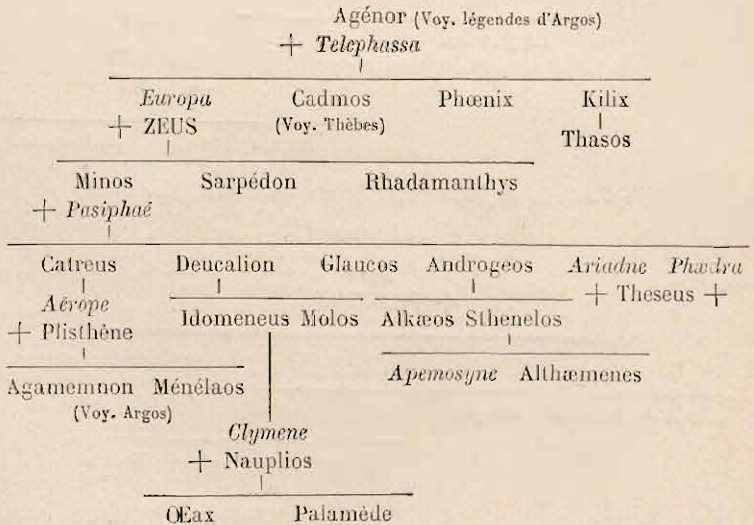 Agénor (Voy. légendes d'Argos)
+ Telephassa
Europa Cadmos Phœnix Kilix
+ ZEUS (Voy. Thèbes)
Thasos
Minos Sarpédon Rhadamanthys
+ Pasiphaé
Catreus Deucalion Glaucos Androgeos Ariadne Phædra
+ Theseus +
Aérope
+ Plisthène
Idomeneus Molos Alkæos Sthenelos
Agamemnon Ménélaos
(Voy. Argos)
Apemosyne Althæmenes
Clymene
+ Nauplios
OEax Palamède